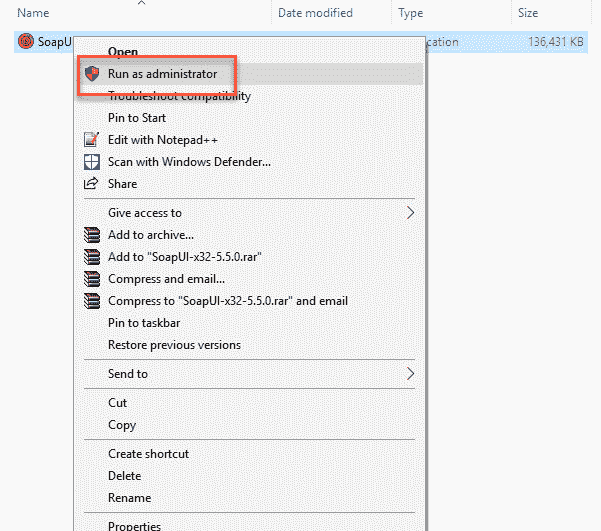 Name Date modified Type Size
SoapUI cation 136,431 KB
Open
Run as administrator
Troubleshoot compatibility
Pin to Start
Edit with Notepad++
Scan with Windows Defender...
Share
Give access to
Add to archive...
Add to "SoapUI-x32-5.5.0.rar"
Compress and email...
Compress to "SoapUI-x32-5.5.0.rar" and email
Pin to taskbar
Restore previous versions
Send to
Cut
Copy
Create shortcut
Delete
Rename
Properties